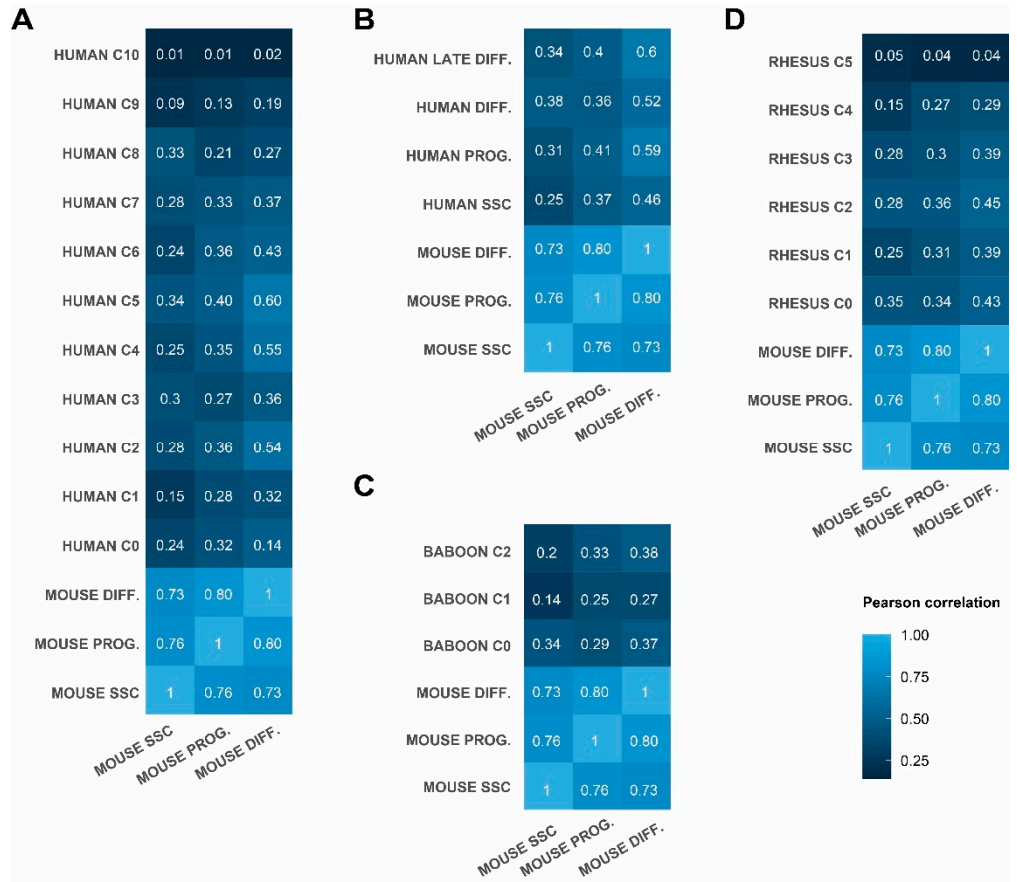 A
HUMAN C10 0.01 0.01 0.02
HUMAN C9 0.09 0.13 0.19
HUMAN C8 0.33 0.21 0.27
HUMAN C7 0.28 0.33 0.37
HUMAN C6 0.24 0.36 0.43
HUMAN C5 0.34 0.40 0.60
HUMAN C4 0.25 0.35 0.55
HUMAN C3 0.3 0.27 0.36
HUMAN C2 0.28 0.36 0.54
HUMAN C1 0.15 0.28 0.32
HUMAN C0 0.24 0.32 0.14
MOUSE DIFF. 0.73 0.80 1
MOUSE PROG. 0.76 1 0.80
MOUSE SSC 1 0.76 0.73
MOUSE SSC MOUSE PROG. MOUSE DIFF.
B
HUMAN LATE DIFF. 0.34 0.4 0.6
HUMAN DIFF. 0.38 0.36 0.52
HUMAN PROG. 0.31 0.41 0.59
HUMAN SSC 0.25 0.37 0.46
MOUSE DIFF. 0.73 0.80 1
MOUSE PROG. 0.76 1 0.80
MOUSE SSC 1 0.76 0.73
MOUSE SSC MOUSE PROG. MOUSE DIFF.
C
BABOON C2 0.2 0.33 0.38
BABOON C1 0.14 0.25 0.27
BABOON C0 0.34 0.29 0.37
MOUSE DIFF. 0.73 0.80 1
MOUSE PROG. 0.76 1 0.80
MOUSE SSC 1 0.76 0.73
MOUSE SSC MOUSE PROG. MOUSE DIFF.
D
RHESUS C5 0.05 0.04 0.04
RHESUS C4 0.15 0.27 0.29
RHESUS C3 0.28 0.3 0.39
RHESUS C2 0.28 0.36 0.45
RHESUS C1 0.25 0.31 0.39
RHESUS C0 0.35 0.34 0.43
MOUSE DIFF. 0.73 0.80 1
MOUSE PROG. 0.76 1 0.80
MOUSE SSC 1 0.76 0.73
MOUSE SSC MOUSE PROG. MOUSE DIFF.
Pearson correlation
1.00
0.75
0.50
0.25